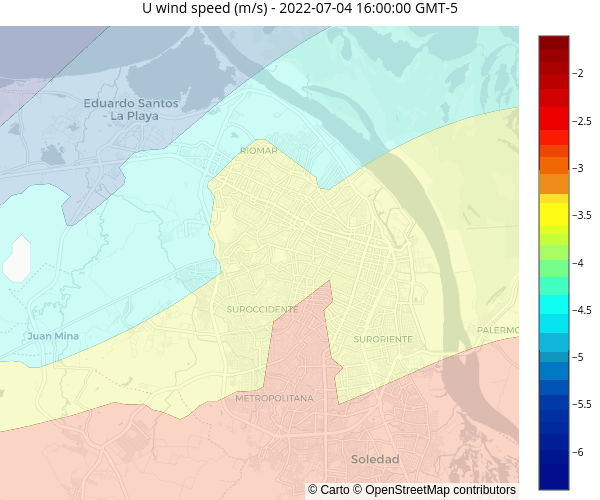 U wind speed (m/s) - 2022-07-04 16:00:00 GMT-5
Eduardo Santos
- La Playa
RIOMAR
SUROCCIDENTE
Juan Mina
SURORIENTE
PALERMO
METROPOLITANA
Soledad
© Carto © OpenStreetMap contributors
−2
−2.5
−3
−3.5
−4
−4.5
−5
−5.5
−6